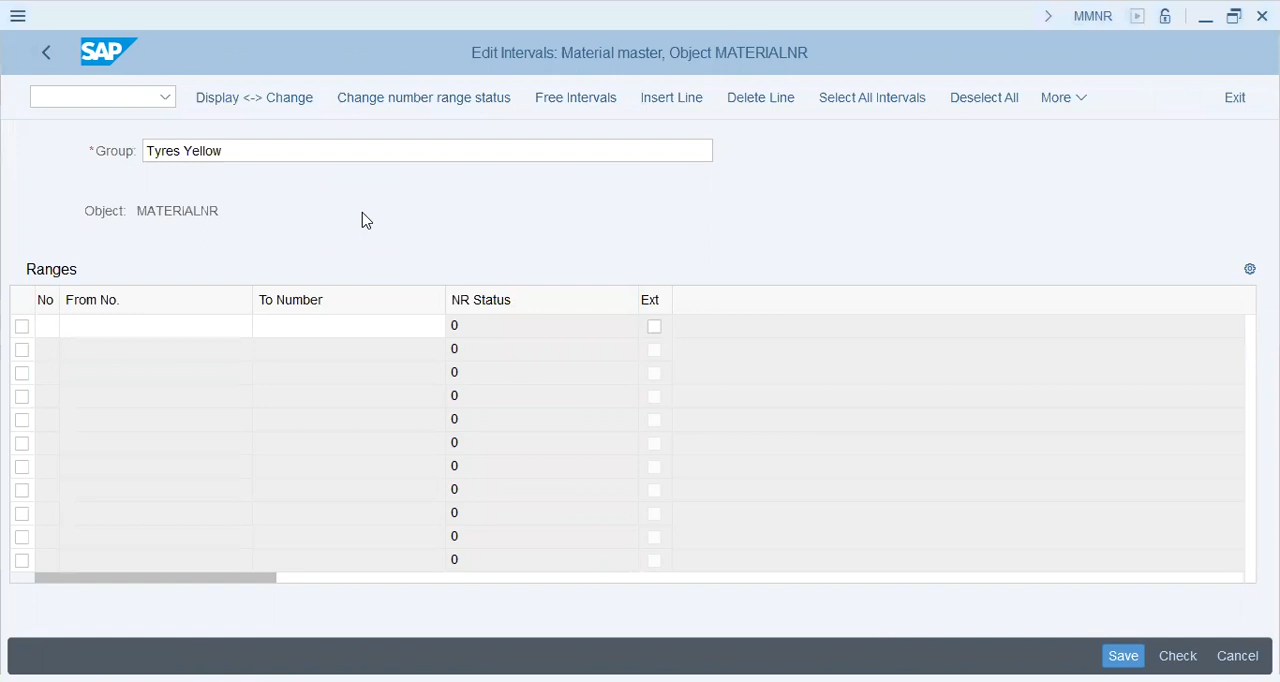 MMNR
SAP Edit Intervals: Material master, Object MATERIALNR
Display <-> Change Change number range status Free Intervals Insert Line Delete Line Select All Intervals Deselect All More Exit
*Group: Tyres Yellow
Object: MATERIALNR
Ranges
No From No. To Number NR Status Ext
0
0
0
0
0
0
0
0
0
0
0
Save Check Cancel